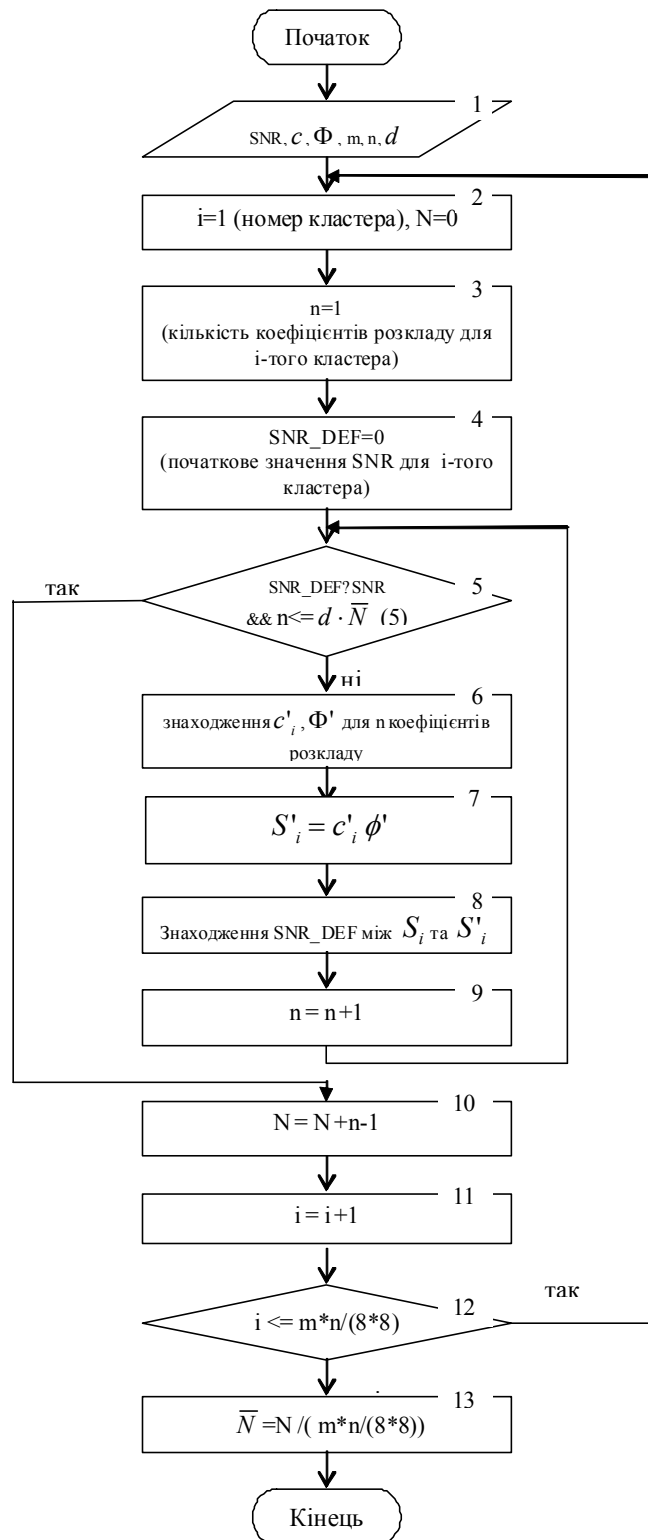 Початок
1
SNR, c, Ф, m, n, d
2
i=1 (номер кластера), N=0
3
n=1
(кількість коефіцієнтів розкладу для
і-того кластера)
4
SNR_DEF=0
(початкове значення SNR для і-того
кластера)
так
5
SNR_DEF?SNR
&& n<= d · N̅ (5)
ні
6
знаходження c'ᵢ, Ф' для n коефіцієнтів
розкладу
7
S'ᵢ = c'ᵢ ϕ'
8
Знаходження SNR_DEF між Sᵢ та S'ᵢ
9
n = n+1
10
N = N+n-1
11
i = i+1
12
так
i <= m*n/(8*8)
13
N̅ =N /( m*n/(8*8))
Кінець